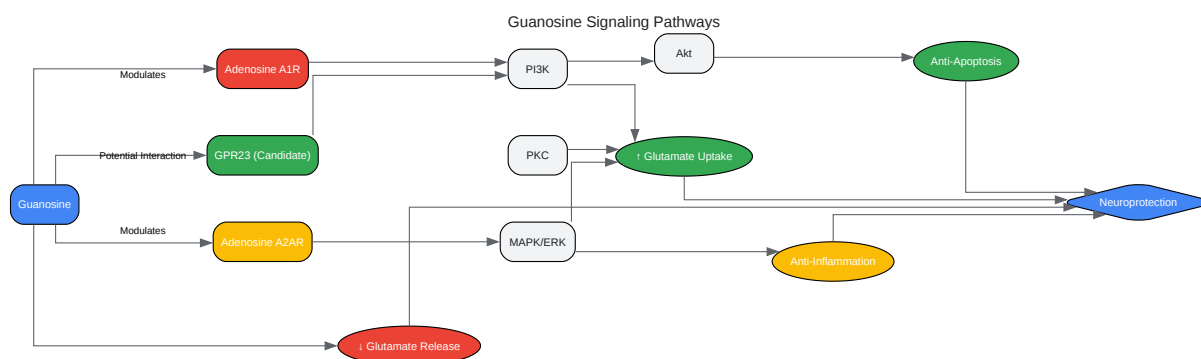 Guanosine Signaling Pathways
Akt
Adenosine A1R
PI3K
Anti-Apoptosis
Modulates
Potential Interaction
GPR23 (Candidate)
PKC
↑ Glutamate Uptake
Guanosine
Neuroprotection
Modulates
Adenosine A2AR
MAPK/ERK
Anti-Inflammation
↓ Glutamate Release